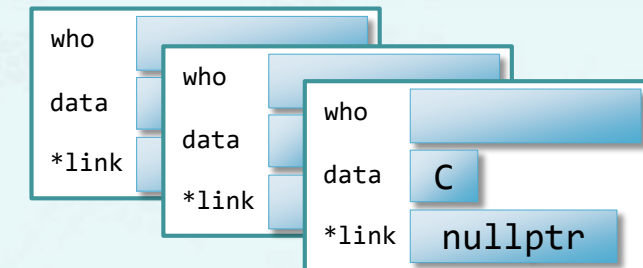 who
data
*link
who
data
*link
who
data C
*link nullptr